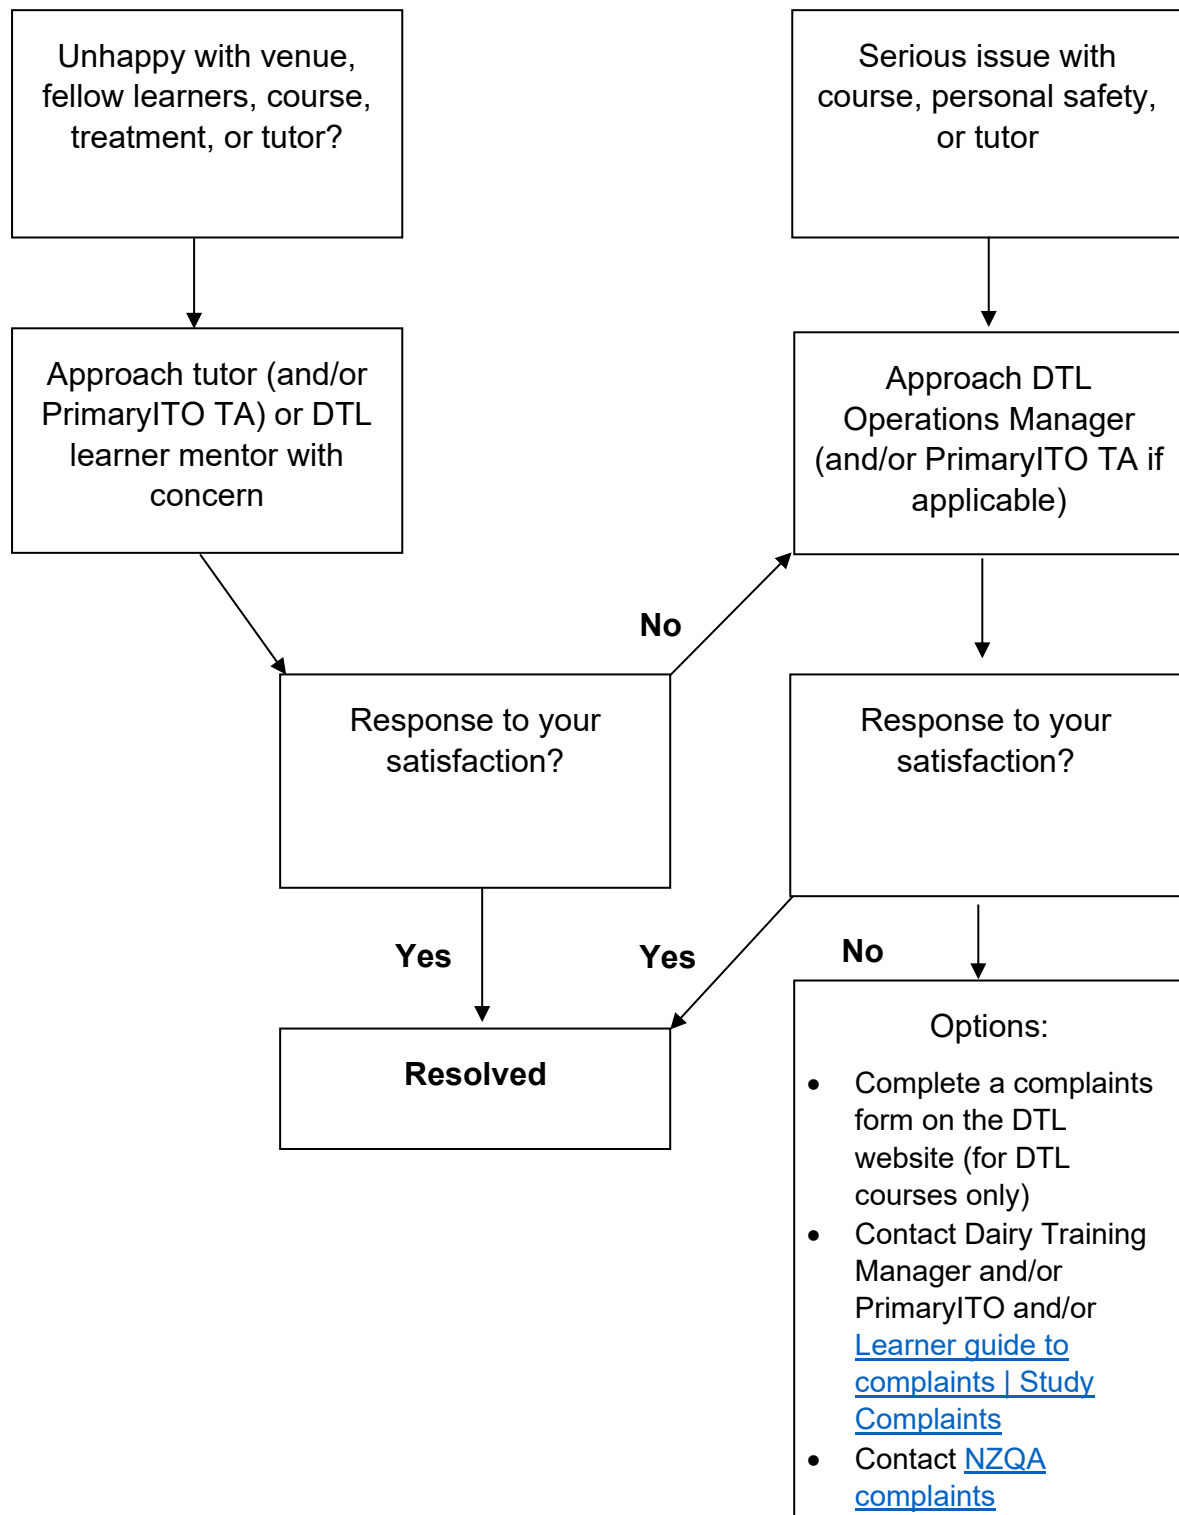 Unhappy with venue,
fellow learners, course,
treatment, or tutor?
Serious issue with
course, personal safety,
or tutor
Approach tutor (and/or
PrimaryITO TA) or DTL
learner mentor with
concern
Approach DTL
Operations Manager
(and/or PrimaryITO TA if
applicable)
No
Response to your
satisfaction?
Response to your
satisfaction?
Yes
Yes
No
Resolved
Options:
• Complete a complaints
form on the DTL
website (for DTL
courses only)
• Contact Dairy Training
Manager and/or
PrimaryITO and/or
Learner guide to
complaints | Study
Complaints
• Contact NZQA
complaints